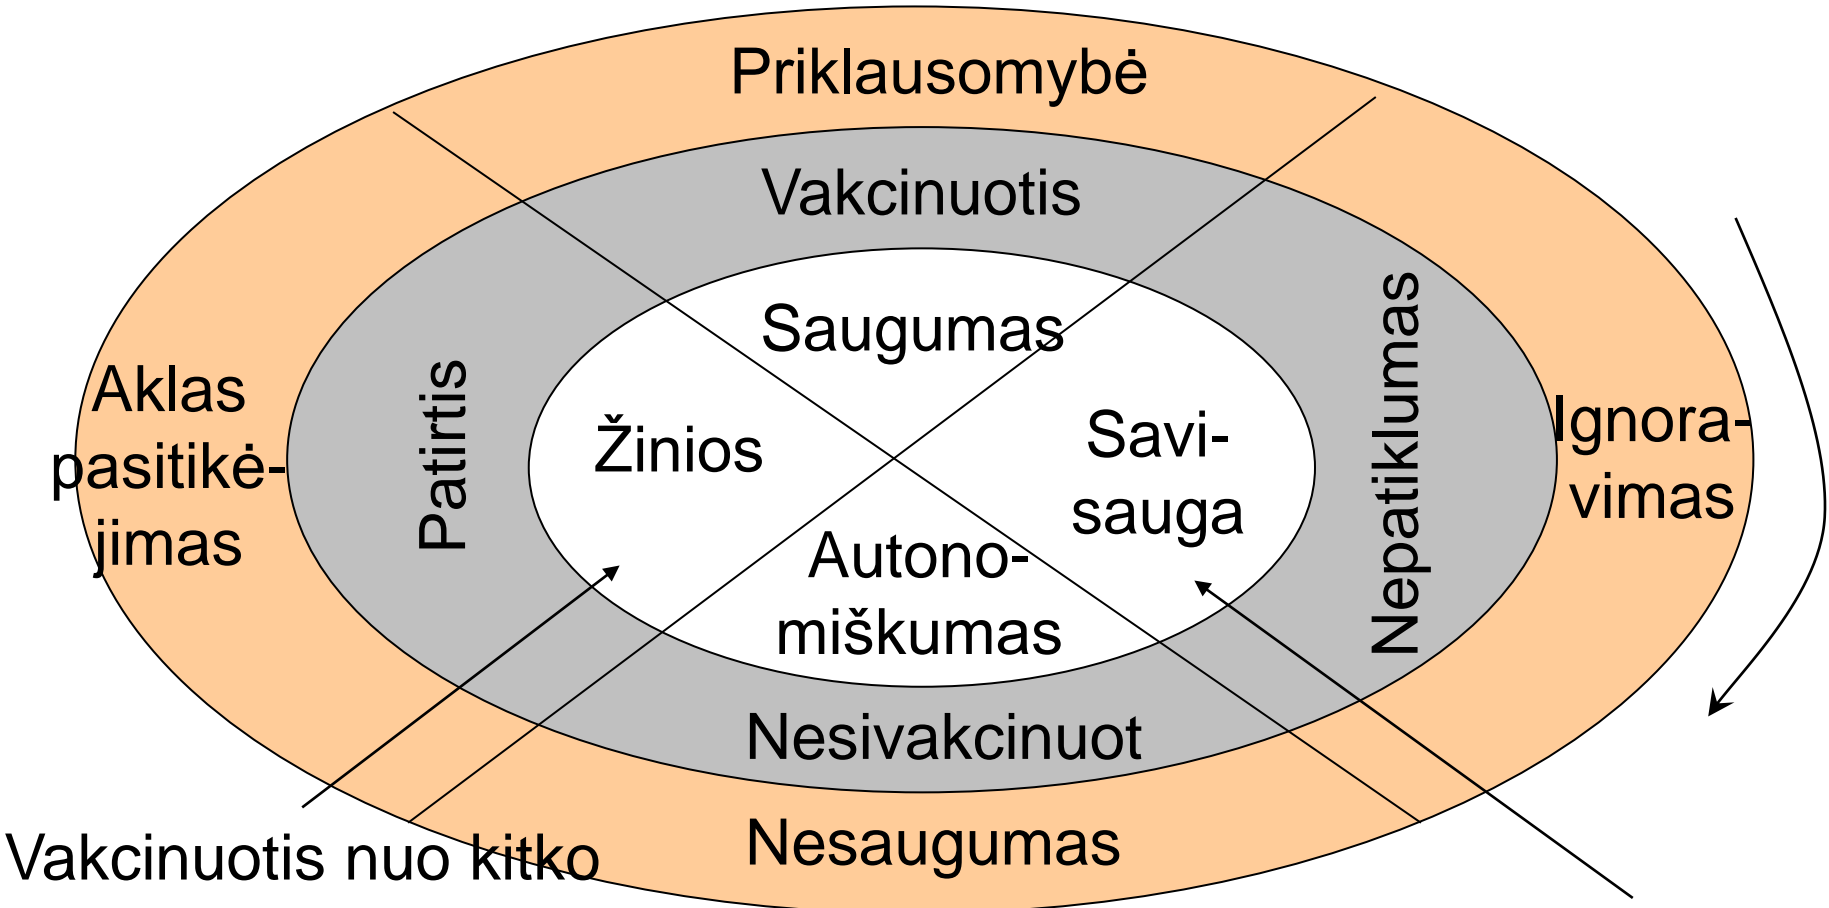 Priklausomybė
Vakcinuotis
Saugumas
Aklas
pasitikė-
jimas
Patirtis
Žinios
Savi-
sauga
Nepatiklumas
Ignora-
vimas
Autono-
miškumas
Nesivakcinuot
Nesaugumas
Vakcinuotis nuo kitko